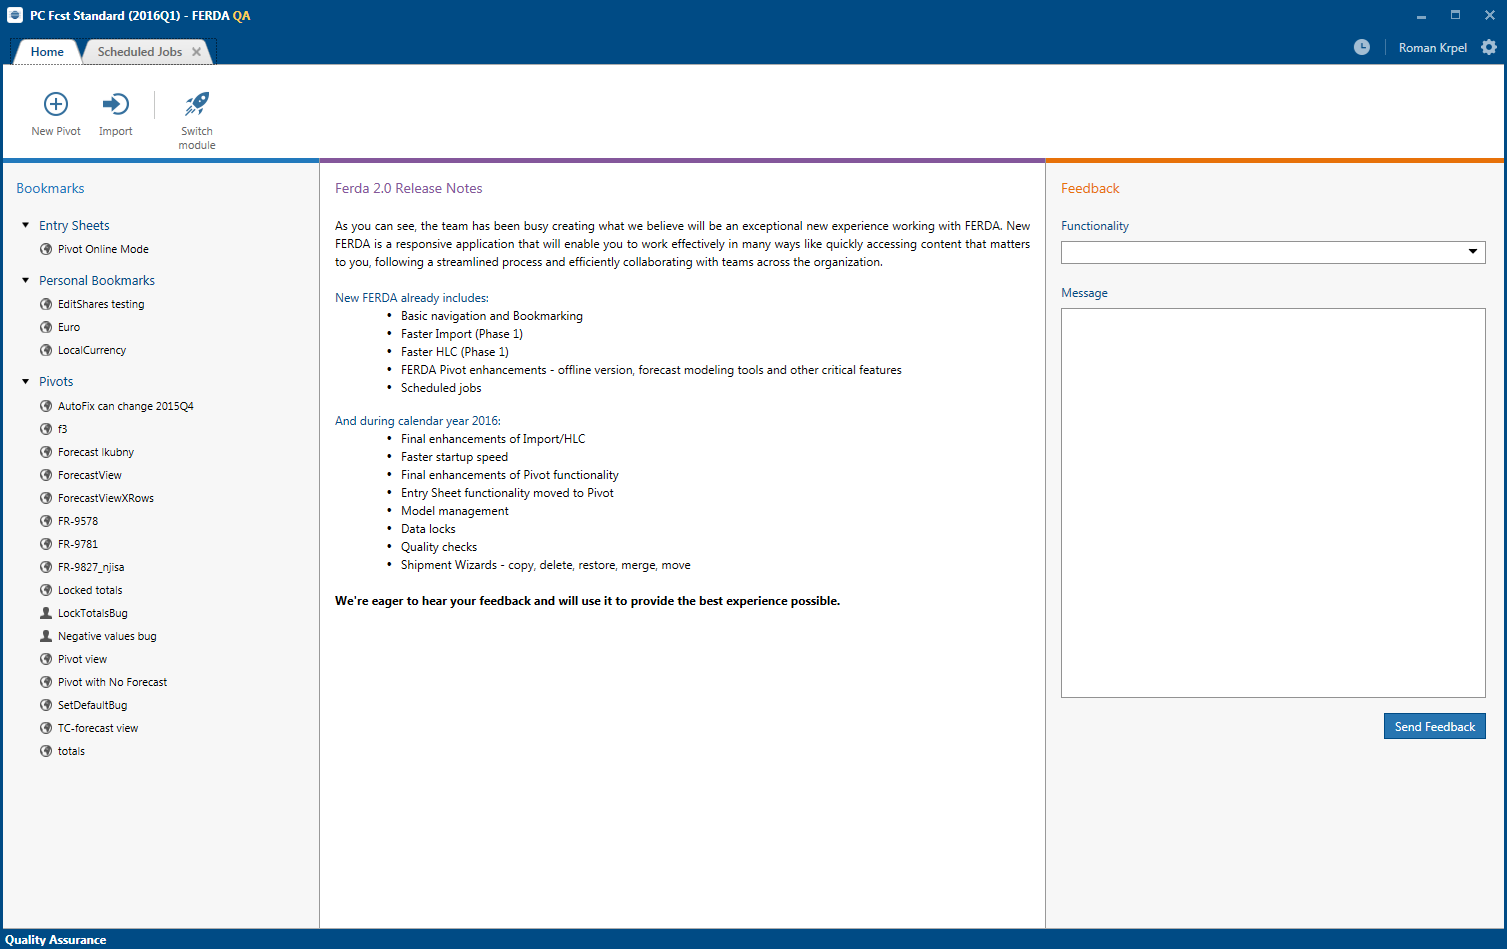 PC Fcst Standard (2016Q1) - FERDA QA
Home
Scheduled Jobs
Roman Krpel
New Pivot
Import
Switch
module
Bookmarks
Entry Sheets
Pivot Online Mode
Personal Bookmarks
EditShares testing
Euro
LocalCurrency
Pivots
AutoFix can change 2015Q4
f3
Forecast lkubny
ForecastView
ForecastViewXRows
FR-9578
FR-9781
FR-9827_njisa
Locked totals
LockTotalsBug
Negative values bug
Pivot view
Pivot with No Forecast
SetDefaultBug
TC-forecast view
totals
Ferda 2.0 Release Notes
As you can see, the team has been busy creating what we believe will be an exceptional new experience working with FERDA. New
FERDA is a responsive application that will enable you to work effectively in many ways like quickly accessing content that matters
to you, following a streamlined process and efficiently collaborating with teams across the organization.
New FERDA already includes:
• Basic navigation and Bookmarking
• Faster Import (Phase 1)
• Faster HLC (Phase 1)
• FERDA Pivot enhancements - offline version, forecast modeling tools and other critical features
• Scheduled jobs
And during calendar year 2016:
• Final enhancements of Import/HLC
• Faster startup speed
• Final enhancements of Pivot functionality
• Entry Sheet functionality moved to Pivot
• Model management
• Data locks
• Quality checks
• Shipment Wizards - copy, delete, restore, merge, move
We're eager to hear your feedback and will use it to provide the best experience possible.
Feedback
Functionality
Message
Send Feedback
Quality Assurance